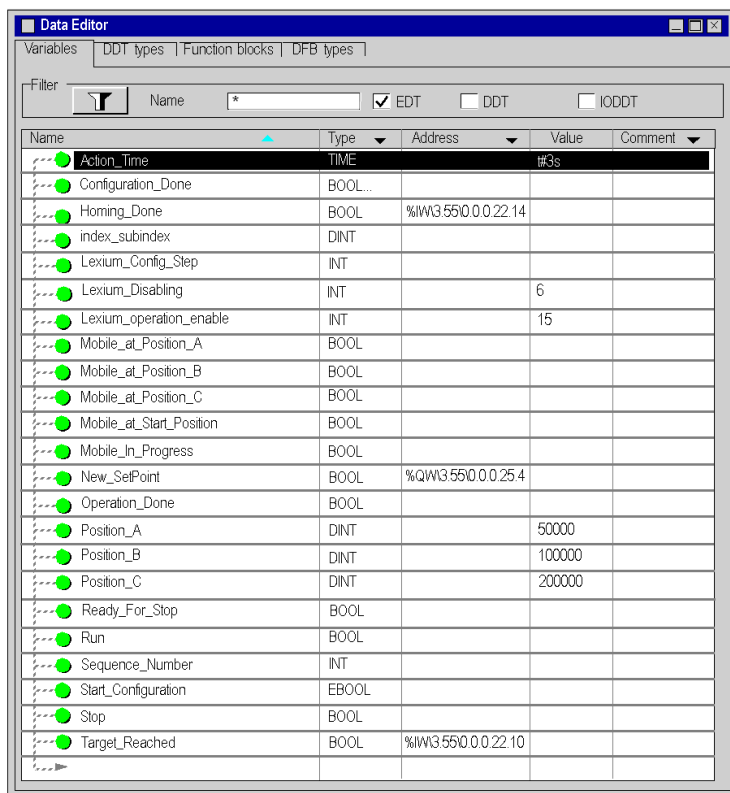 Data Editor
Variables DDT types Function blocks DFB types
Filter
Name * EDT DDT IODDT
Name Type Address Value Comment
Action_Time TIME t#3s
Configuration_Done BOOL...
Homing_Done BOOL %IW\3.55\0.0.0.22.14
index_subindex DINT
Lexium_Config_Step INT
Lexium_Disabling INT 6
Lexium_operation_enable INT 15
Mobile_at_Position_A BOOL
Mobile_at_Position_B BOOL
Mobile_at_Position_C BOOL
Mobile_at_Start_Position BOOL
Mobile_In_Progress BOOL
New_SetPoint BOOL %QW\3.55\0.0.0.25.4
Operation_Done BOOL
Position_A DINT 50000
Position_B DINT 100000
Position_C DINT 200000
Ready_For_Stop BOOL
Run BOOL
Sequence_Number INT
Start_Configuration EBOOL
Stop BOOL
Target_Reached BOOL %IW\3.55\0.0.0.22.10